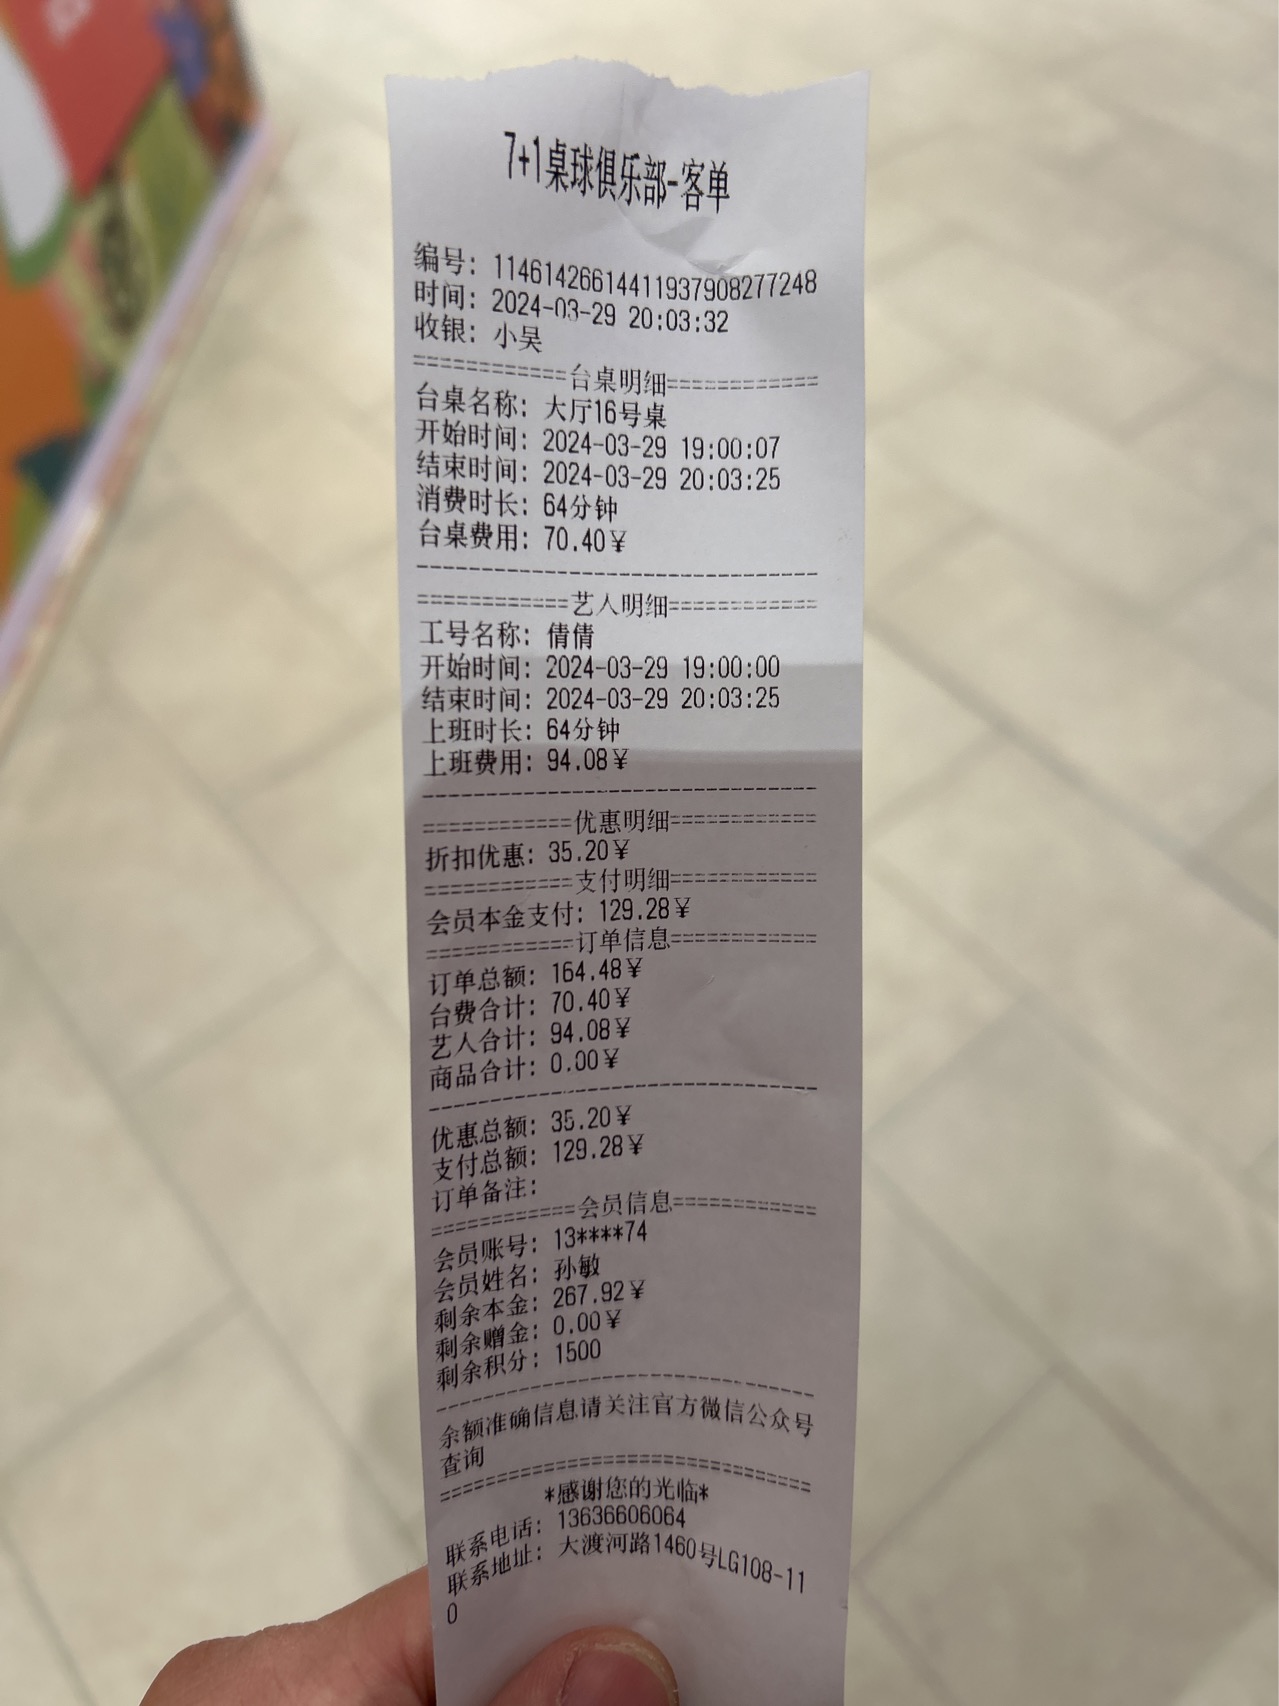 7+1桌球俱乐部-客单
编号: 1146142661441193790827​7248
时间: 2024-03-29 20:03:32
收银: 小吴
============台桌明细============
台桌名称: 大厅16号桌
开始时间: 2024-03-29 19:00:07
结束时间: 2024-03-29 20:03:25
消费时长: 64分钟
台桌费用: 70.40¥
--------------------------------
============艺人明细============
工号名称: 倩倩
开始时间: 2024-03-29 19:00:00
结束时间: 2024-03-29 20:03:25
上班时长: 64分钟
上班费用: 94.08¥
--------------------------------
============优惠明细============
折扣优惠: 35.20¥
============支付明细============
会员本金支付: 129.28¥
============订单信息============
订单总额: 164.48¥
台费合计: 70.40¥
艺人合计: 94.08¥
商品合计: 0.00¥
--------------------------------
优惠总额: 35.20¥
支付总额: 129.28¥
订单备注:
============会员信息============
会员账号: 13****74
会员姓名: 孙敏
剩余本金: 267.92¥
剩余赠金: 0.00¥
剩余积分: 1500
--------------------------------
余额准确信息请关注官方微信公众号
查询
================================
*感谢您的光临*
联系电话: 13636606064
联系地址: 大渡河路1460号LG108-11
0